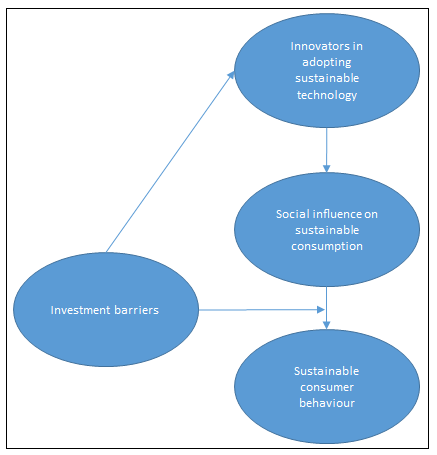 Innovators in
adopting
sustainable
technology
Social influence on
sustainable
consumption
Investment barriers
Sustainable
consumer
behaviour